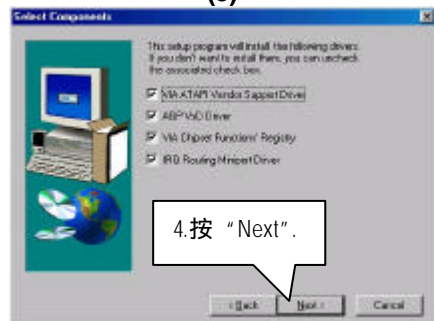 Select Components
This setup program will install the following drivers.
If you don't want to install them, you can uncheck
the associated check box.
VIA ATAPI Vendor Support Driver
AGP VxD Driver
VIA Chipset Functions' Registry
IRQ Routing Miniport Driver
4.按 “Next”.
< Back
Next >
Cancel